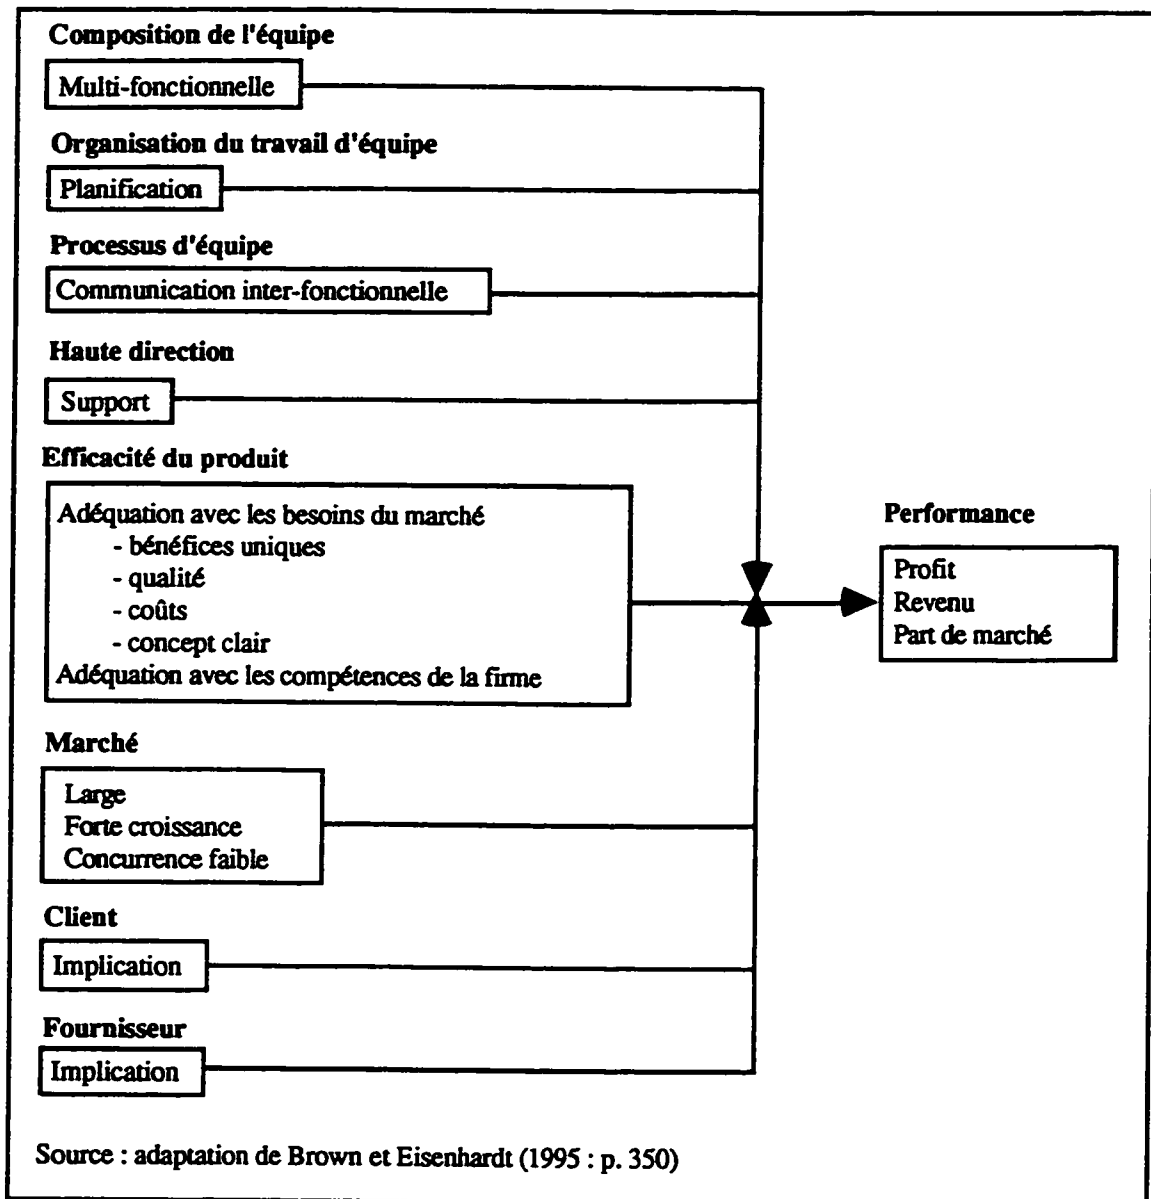 Composition de l'équipe
Multi-fonctionnelle
Organisation du travail d'équipe
Planification
Processus d'équipe
Communication inter-fonctionnelle
Haute direction
Support
Efficacité du produit
Adéquation avec les besoins du marché
- bénéfices uniques
- qualité
- coûts
- concept clair
Adéquation avec les compétences de la firme
Performance
Profit
Revenu
Part de marché
Marché
Large
Forte croissance
Concurrence faible
Client
Implication
Fournisseur
Implication
Source : adaptation de Brown et Eisenhardt (1995 : p. 350)